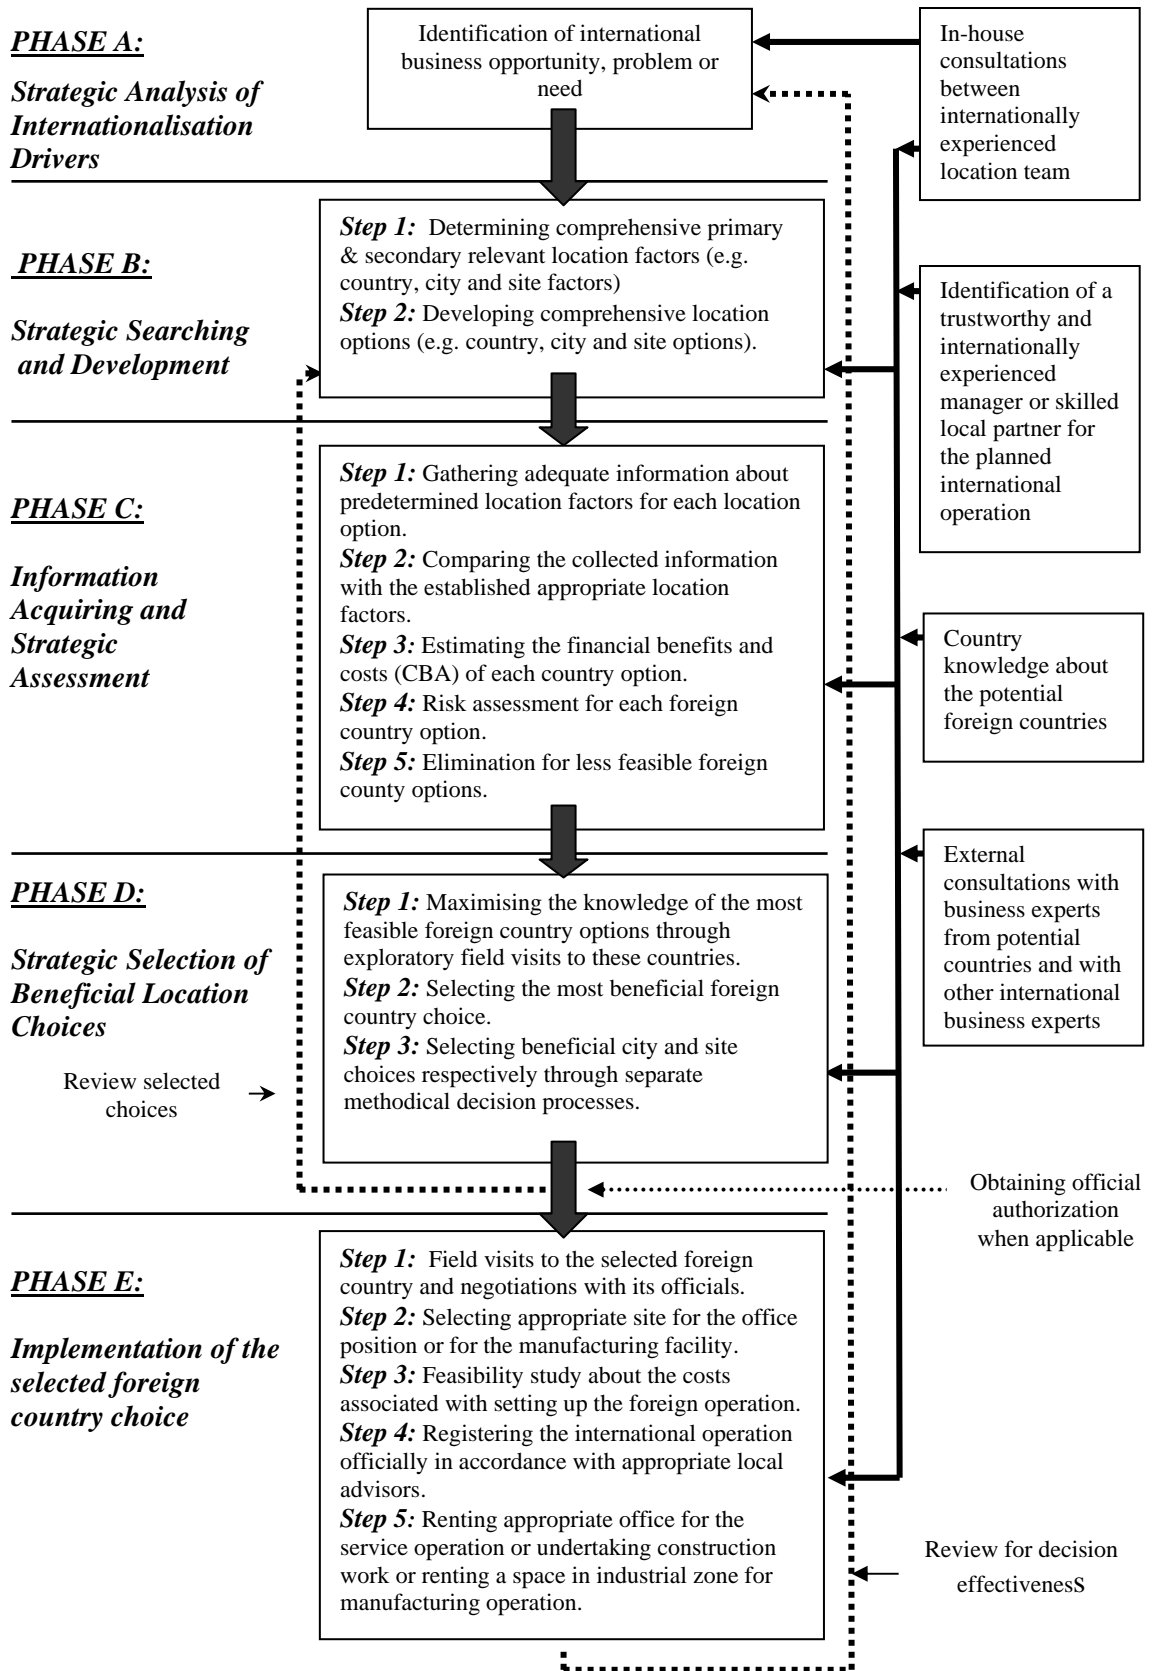 PHASE A:
Strategic Analysis of
Internationalisation
Drivers
Identification of international
business opportunity, problem or
need
In-house
consultations
between
internationally
experienced
location team
PHASE B:
Strategic Searching
and Development
Step 1: Determining comprehensive primary
& secondary relevant location factors (e.g.
country, city and site factors)
Step 2: Developing comprehensive location
options (e.g. country, city and site options).
Identification of a
trustworthy and
internationally
experienced
manager or skilled
local partner for
the planned
international
operation
PHASE C:
Information
Acquiring and
Strategic
Assessment
Step 1: Gathering adequate information about
predetermined location factors for each location
option.
Step 2: Comparing the collected information
with the established appropriate location
factors.
Step 3: Estimating the financial benefits and
costs (CBA) of each country option.
Step 4: Risk assessment for each foreign
country option.
Step 5: Elimination for less feasible foreign
county options.
Country
knowledge about
the potential
foreign countries
External
consultations with
business experts
from potential
countries and with
other international
business experts
PHASE D:
Strategic Selection of
Beneficial Location
Choices
Review selected
choices
Step 1: Maximising the knowledge of the most
feasible foreign country options through
exploratory field visits to these countries.
Step 2: Selecting the most beneficial foreign
country choice.
Step 3: Selecting beneficial city and site
choices respectively through separate
methodical decision processes.
Obtaining official
authorization
when applicable
PHASE E:
Implementation of the
selected foreign
country choice
Step 1: Field visits to the selected foreign
country and negotiations with its officials.
Step 2: Selecting appropriate site for the office
position or for the manufacturing facility.
Step 3: Feasibility study about the costs
associated with setting up the foreign operation.
Step 4: Registering the international operation
officially in accordance with appropriate local
advisors.
Step 5: Renting appropriate office for the
service operation or undertaking construction
work or renting a space in industrial zone for
manufacturing operation.
Review for decision
effectiveness